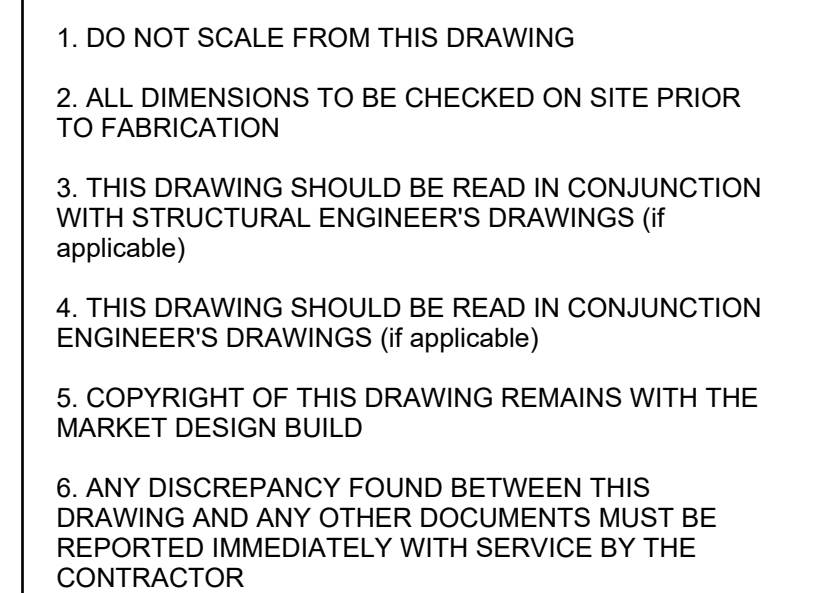 1. DO NOT SCALE FROM THIS DRAWING
2. ALL DIMENSIONS TO BE CHECKED ON SITE PRIOR
TO FABRICATION
3. THIS DRAWING SHOULD BE READ IN CONJUNCTION
WITH STRUCTURAL ENGINEER'S DRAWINGS (if
applicable)
4. THIS DRAWING SHOULD BE READ IN CONJUNCTION
ENGINEER'S DRAWINGS (if applicable)
5. COPYRIGHT OF THIS DRAWING REMAINS WITH THE
MARKET DESIGN BUILD
6. ANY DISCREPANCY FOUND BETWEEN THIS
DRAWING AND ANY OTHER DOCUMENTS MUST BE
REPORTED IMMEDIATELY WITH SERVICE BY THE
CONTRACTOR